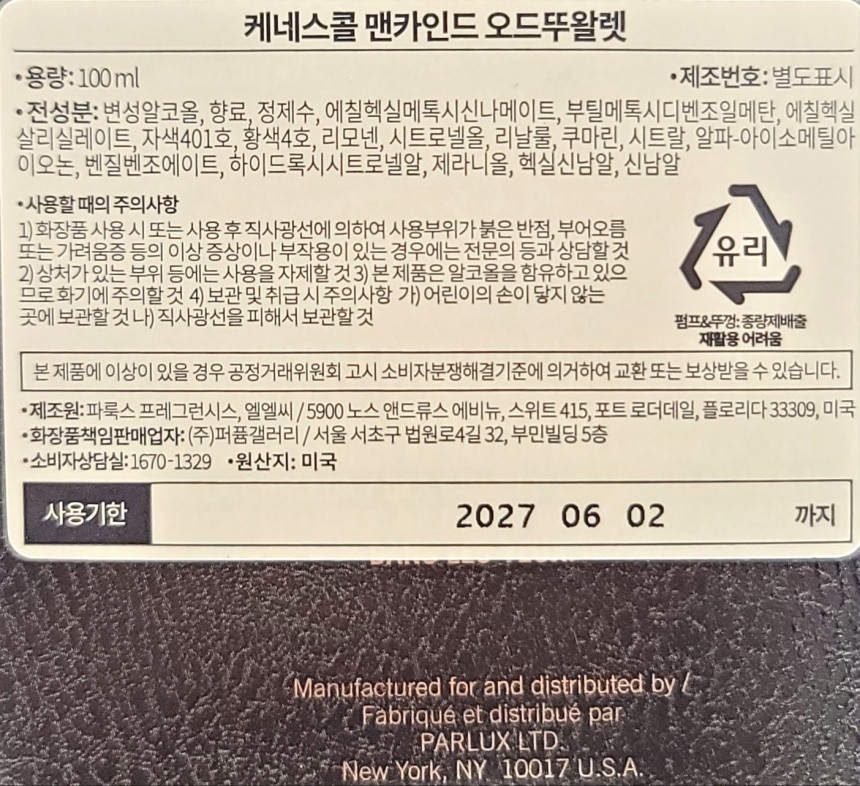 케네스콜 맨카인드 오드뚜왈렛
•용량: 100 ml •제조번호: 별도표시
•전성분: 변성알코올, 향료, 정제수, 에칠헥실메톡시신나메이트, 부틸메톡시디벤조일메탄, 에칠헥실
살리실레이트, 자색401호, 황색4호, 리모넨, 시트로넬올, 리날룰, 쿠마린, 시트랄, 알파-아이소메틸아
이오논, 벤질벤조에이트, 하이드록시시트로넬알, 제라니올, 헥실신남알, 신남알
•사용할 때의 주의사항
1) 화장품 사용 시 또는 사용 후 직사광선에 의하여 사용부위가 붉은 반점, 부어오름
또는 가려움증 등의 이상 증상이나 부작용이 있는 경우에는 전문의 등과 상담할 것
2) 상처가 있는 부위 등에는 사용을 자제할 것 3) 본 제품은 알코올을 함유하고 있으
므로 화기에 주의할 것 4) 보관 및 취급 시 주의사항 가) 어린이의 손이 닿지 않는
곳에 보관할 것 나) 직사광선을 피해서 보관할 것
유리
펌프&뚜껑: 종량제배출
재활용 어려움
본 제품에 이상이 있을 경우 공정거래위원회 고시 소비자분쟁해결기준에 의거하여 교환 또는 보상받을 수 있습니다.
•제조원: 파룩스 프레그런시스, 엘엘씨 / 5900 노스 앤드류스 에비뉴, 스위트 415, 포트 로더데일, 플로리다 33309, 미국
•화장품책임판매업자: (주)퍼퓸갤러리 / 서울 서초구 법원로4길 32, 부민빌딩 5층
•소비자상담실: 1670-1329 •원산지: 미국
사용기한 2027 06 02 까지
Manufactured for and distributed by /
Fabriqué et distribué par
PARLUX LTD.
New York, NY 10017 U.S.A.